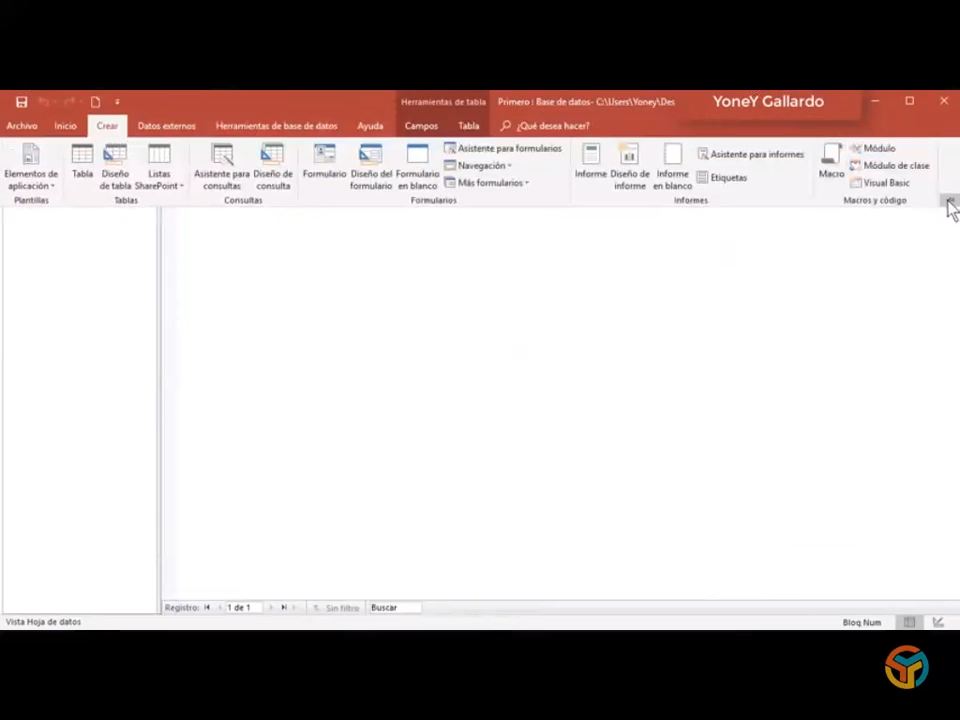 Herramientas de tabla
Primero : Base de datos- C:\Users\Yoney\Des
YoneY Gallardo
Archivo
Inicio
Crear
Datos externos
Herramientas de base de datos
Ayuda
Campos
Tabla
¿Qué desea hacer?
Elementos de
aplicación
Plantillas
Tabla
Diseño
de tabla
Listas
SharePoint
Tablas
Asistente para
consultas
Diseño de
consulta
Consultas
Formulario
Diseño del
formulario
Formulario
en blanco
Asistente para formularios
Navegación
Más formularios
Formularios
Informe
Diseño de
informe
Informe
en blanco
Asistente para informes
Etiquetas
Informes
Macro
Módulo
Módulo de clase
Visual Basic
Macros y código
Registro:
1 de 1
Sin filtro
Buscar
Vista Hoja de datos
Bloq Num